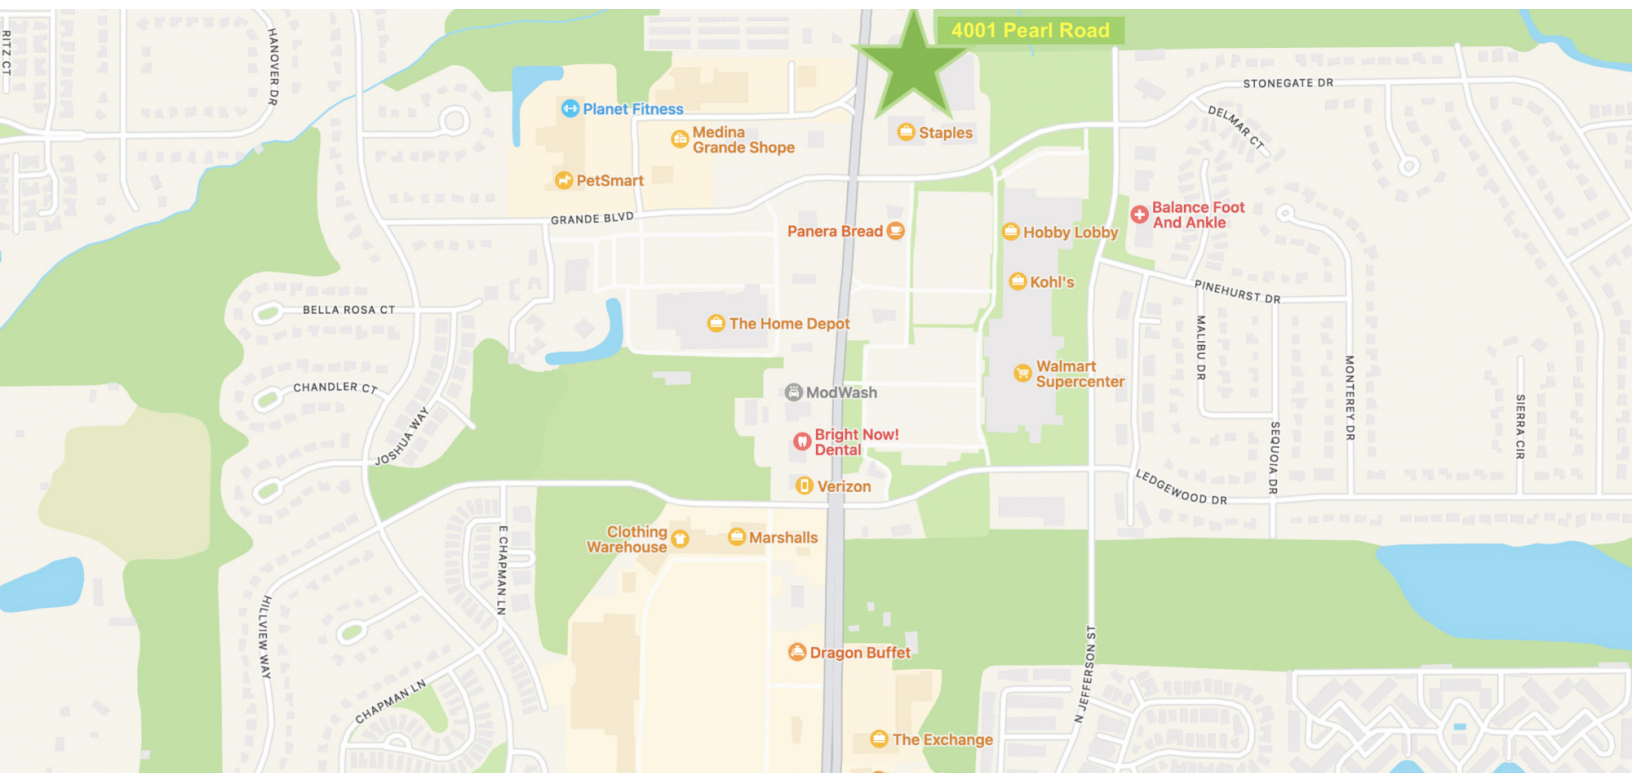 4001 Pearl Road
RITZ CT
HANOVER DR
STONEGATE DR
Planet Fitness
DELMAR CT
Medina
Grande Shope
Staples
PetSmart
GRANDE BLVD
Balance Foot
And Ankle
Panera Bread
Hobby Lobby
Kohl's
PINEHURST DR
BELLA ROSA CT
The Home Depot
MALIBU DR
MONTEREY DR
SIERRA CIR
Walmart
Supercenter
CHANDLER CT
ModWash
JOSHUA WAY
Bright Now!
Dental
SEQUOIA DR
Verizon
LEDGEWOOD DR
Clothing
Warehouse
Marshalls
E CHAPMAN LN
HILLVIEW WAY
Dragon Buffet
N JEFFERSON ST
CHAPMAN LN
The Exchange